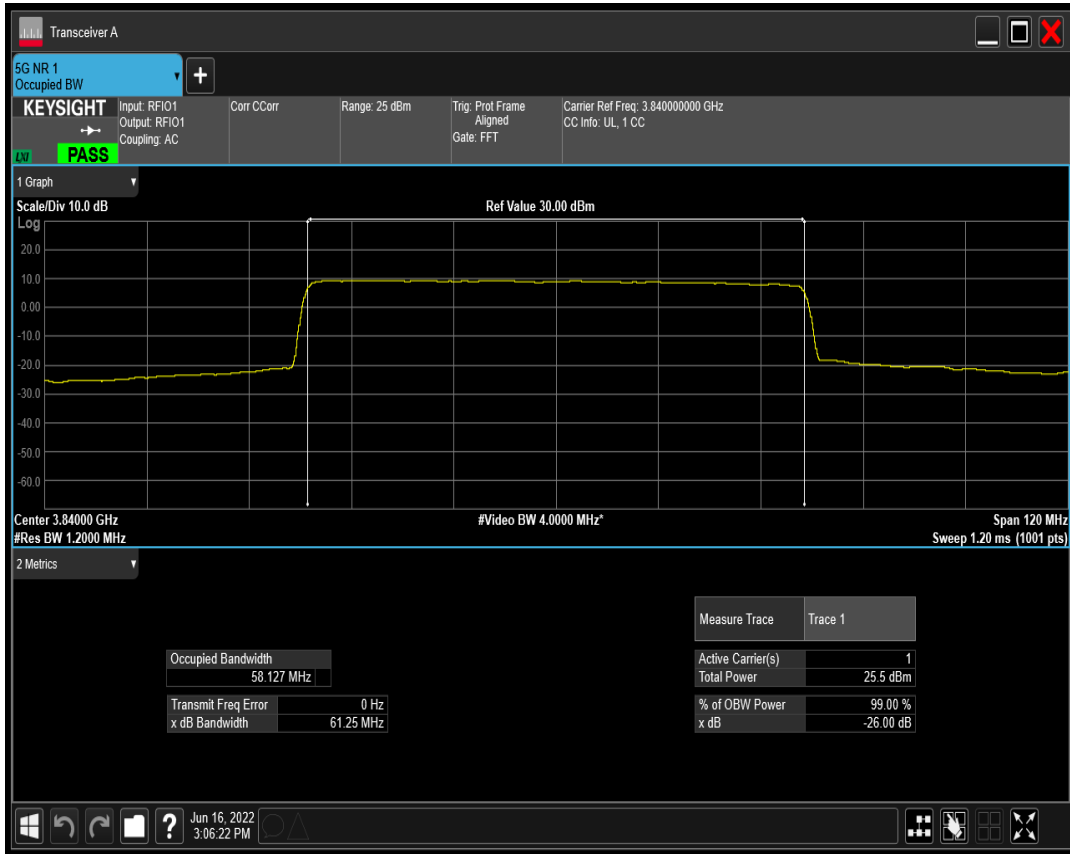 Transceiver A
5G NR 1
Occupied BW
KEYSIGHT
LXI
PASS
Input: RFIO1
Output: RFIO1
Coupling: AC
Corr CCorr
Range: 25 dBm
Trig: Prot Frame
Aligned
Gate: FFT
Carrier Ref Freq: 3.840000000 GHz
CC Info: UL, 1 CC
1 Graph
Scale/Div 10.0 dB
Ref Value 30.00 dBm
Log
20.0
10.0
0.00
-10.0
-20.0
-30.0
-40.0
-50.0
-60.0
Center 3.84000 GHz
#Video BW 4.0000 MHz*
Span 120 MHz
#Res BW 1.2000 MHz
Sweep 1.20 ms (1001 pts)
2 Metrics
Measure Trace Trace 1
Occupied Bandwidth
58.127 MHz
Active Carrier(s) 1
Total Power 25.5 dBm
Transmit Freq Error 0 Hz
x dB Bandwidth 61.25 MHz
% of OBW Power 99.00 %
x dB -26.00 dB
?
Jun 16, 2022
3:06:22 PM